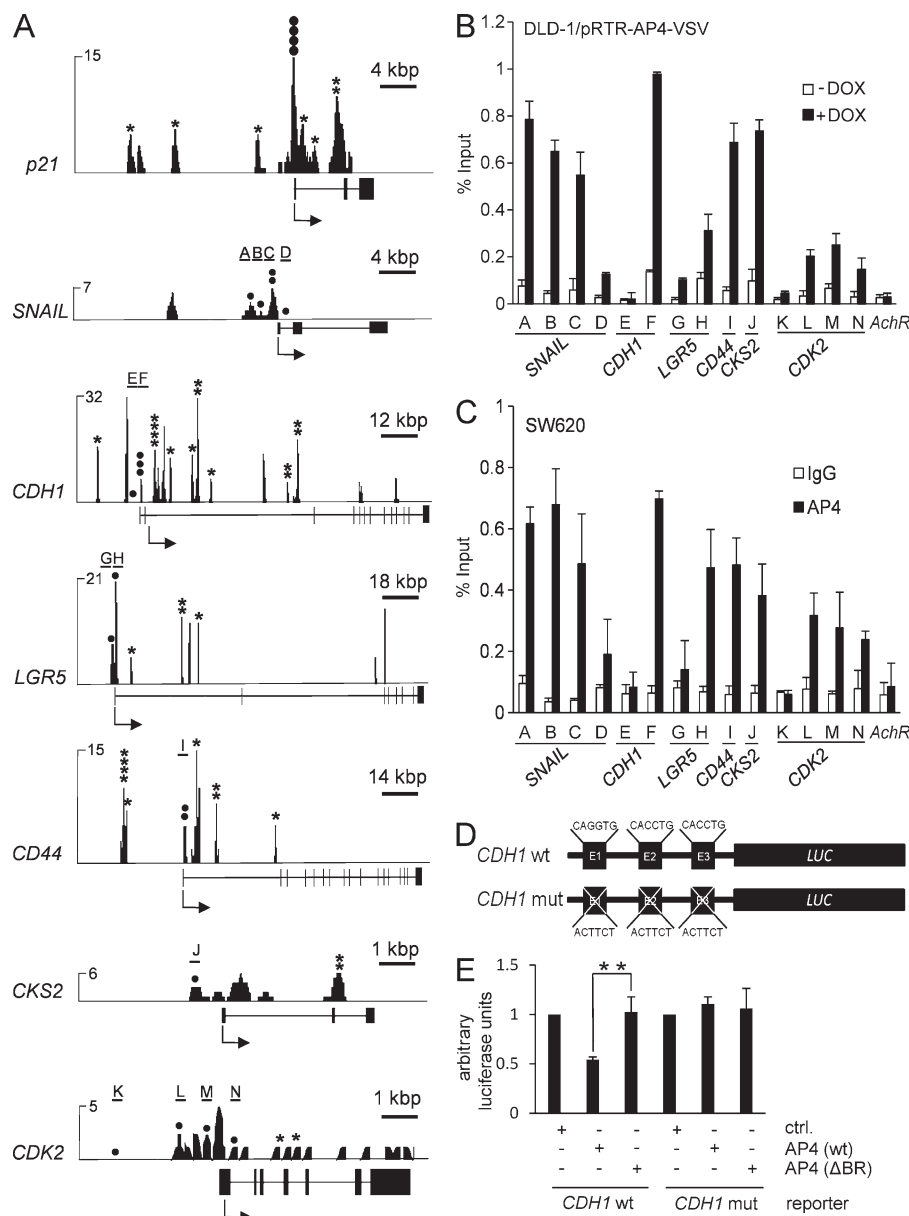 A
15
4 kbp
p21
A B C D
4 kbp
7
SNAIL
E F
32
12 kbp
CDH1
G H
21
18 kbp
LGR5
I
15
14 kbp
CD44
J
6
1 kbp
CKS2
K L M N
5
1 kbp
CDK2
B
DLD-1/pRTR-AP4-VSV
1.2
1
0.8
0.6
0.4
0.2
0
% Input
-DOX
+DOX
A B C D E F G H I J K L M N AchR
SNAIL CDH1 LGR5 CD44 CKS2 CDK2
C
SW620
1
0.8
0.6
0.4
0.2
0
% Input
IgG
AP4
A B C D E F G H I J K L M N AchR
SNAIL CDH1 LGR5 CD44 CKS2 CDK2
D
CAGGTG CACCTG CACCTG
CDH1 wt E1 E2 E3 LUC
CDH1 mut E1 E2 E3 LUC
ACTTCT ACTTCT ACTTCT
E
1.5
1
0.5
0
arbitrary
luciferase units
**
+ - - + - - ctrl.
- + - - + - AP4 (wt)
- - + - - + AP4 (ΔBR)
CDH1 wt CDH1 mut reporter